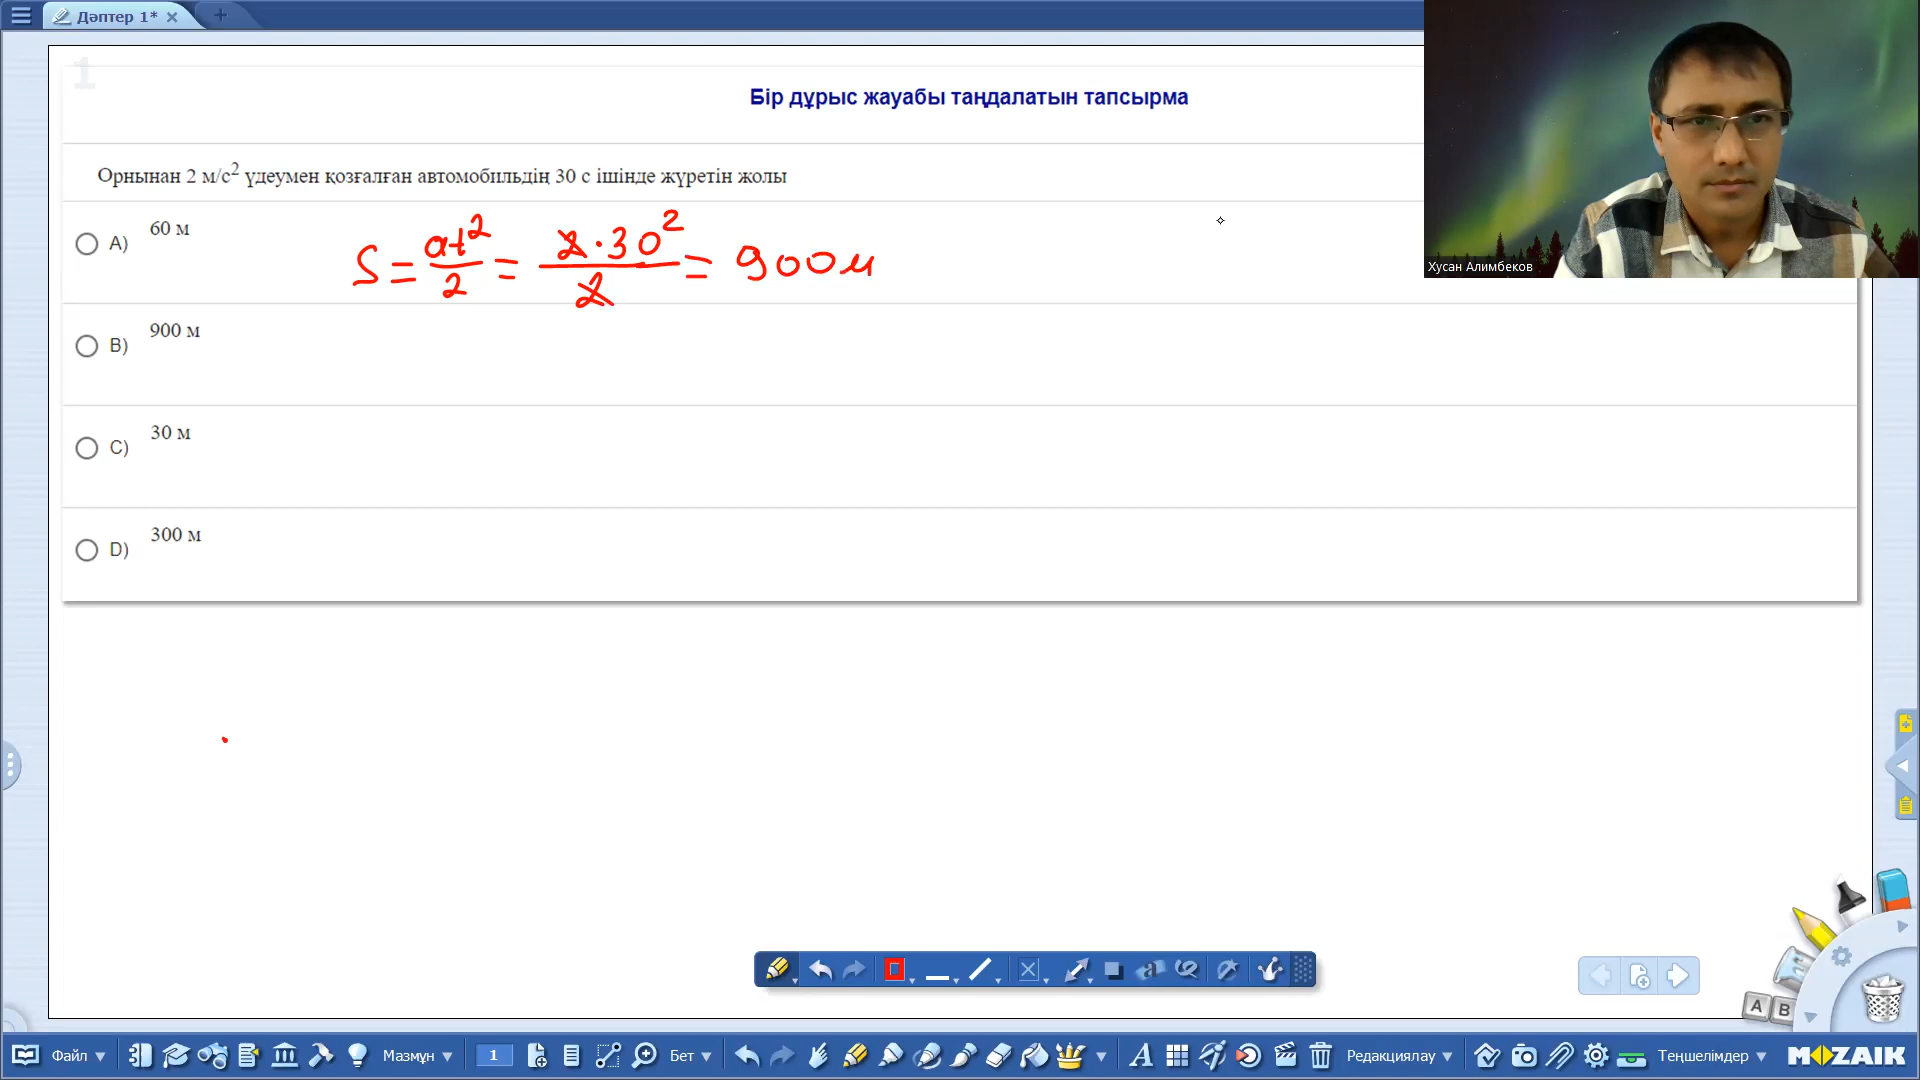 Дәптер 1*
1
Бір дұрыс жауабы таңдалатын тапсырма
Орнынан 2 м/с² үдеумен қозғалған автомобильдің 30 с ішінде жүретін жолы
A) 60 м
S = at²/2 = 2·30²/2 = 900м
B) 900 м
C) 30 м
D) 300 м
Хусан Алимбеков
A B
Файл Мазмұн 1 Бет Редакциялау Теңшелімдер MOZAIK